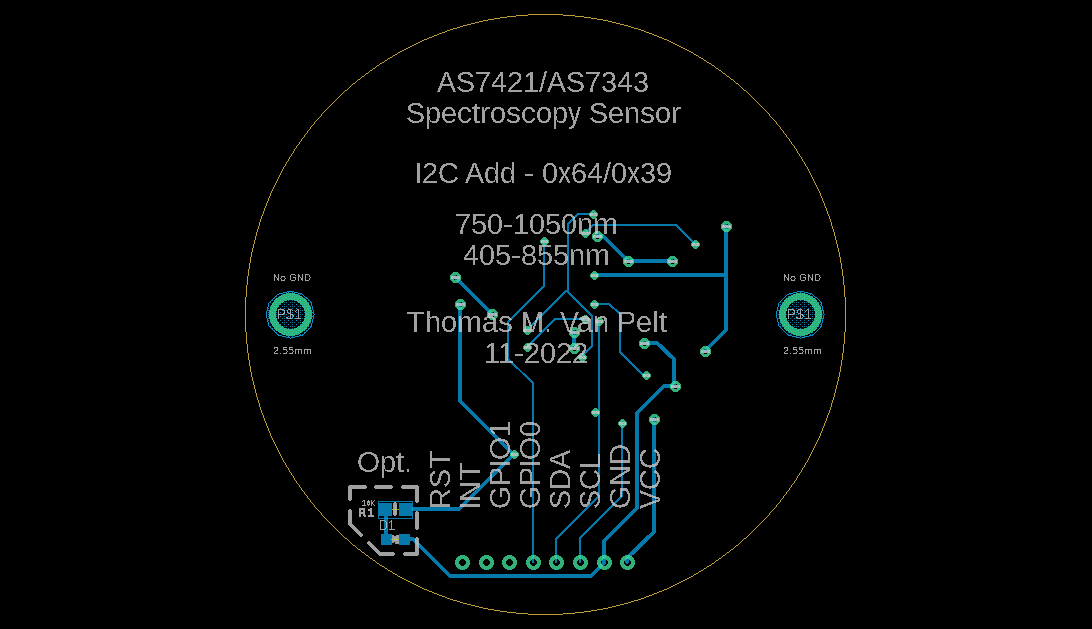 AS7421/AS7343
Spectroscopy Sensor
I2C Add - 0x64/0x39
750-1050nm
405-855nm
No GND
P$1
2.55mm
No GND
P$1
2.55mm
Thomas M. Van Pelt
11-2022
Opt.
10K
R1
D1
RST
INT
GPIO1
GPIO0
SDA
SCL
GND
VCC